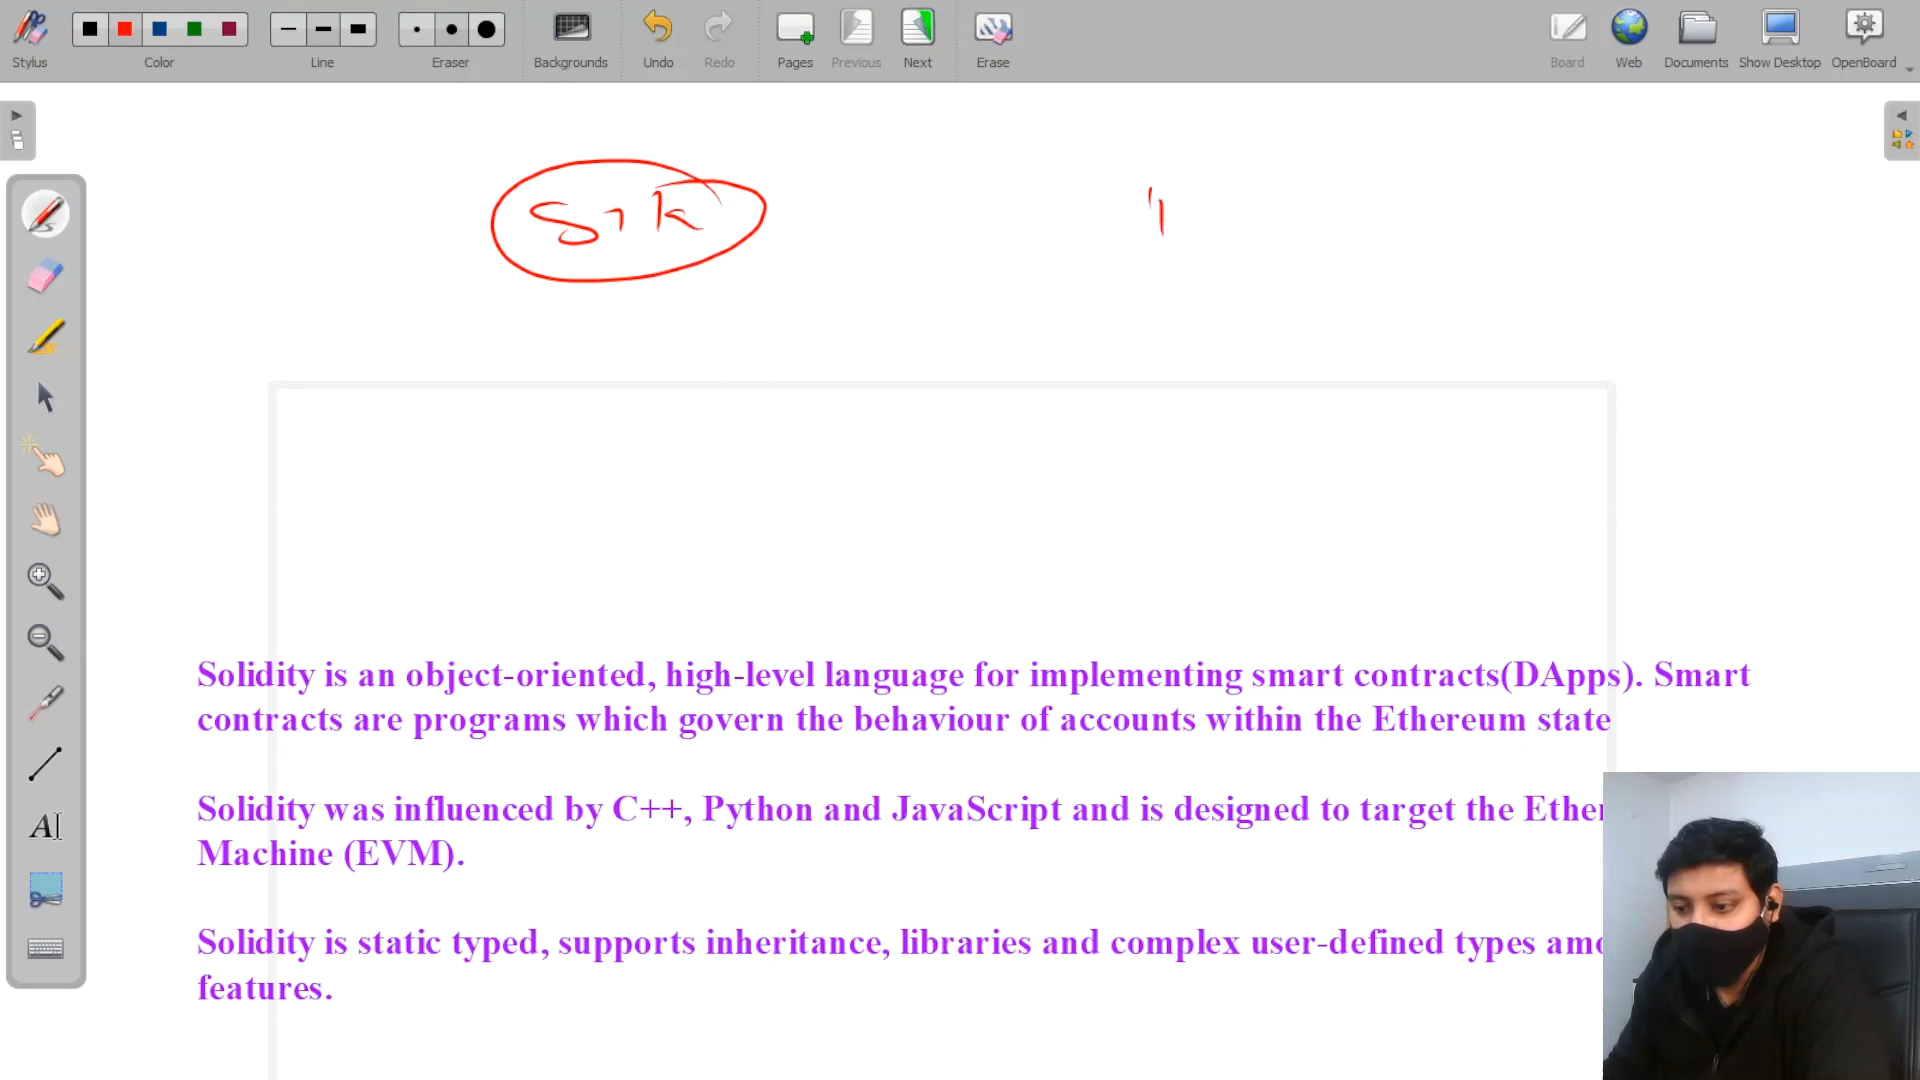 Stylus Color Line Eraser Backgrounds Undo Redo Pages Previous Next Erase Board Web Documents Show Desktop OpenBoard
Solidity is an object-oriented, high-level language for implementing smart contracts(DApps). Smart
contracts are programs which govern the behaviour of accounts within the Ethereum state
Solidity was influenced by C++, Python and JavaScript and is designed to target the Ether
Machine (EVM).
Solidity is static typed, supports inheritance, libraries and complex user-defined types amo
features.